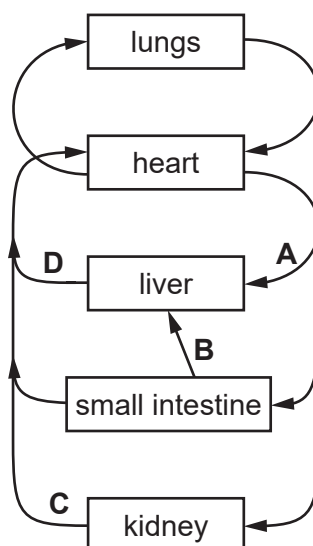 lungs
heart
D
A
liver
B
small intestine
C
kidney